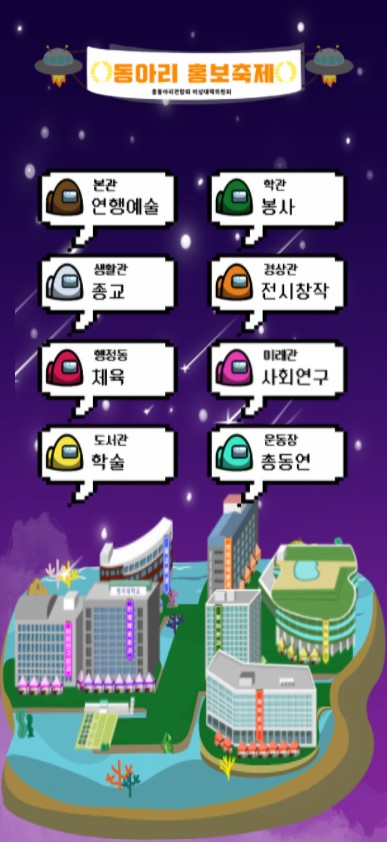 동아리 홍보축제
총동아리연합회 비상대책위원회
본관
연행예술
학관
봉사
생활관
종교
경상관
전시창작
행정동
체육
미래관
사회연구
도서관
학술
운동장
총동연